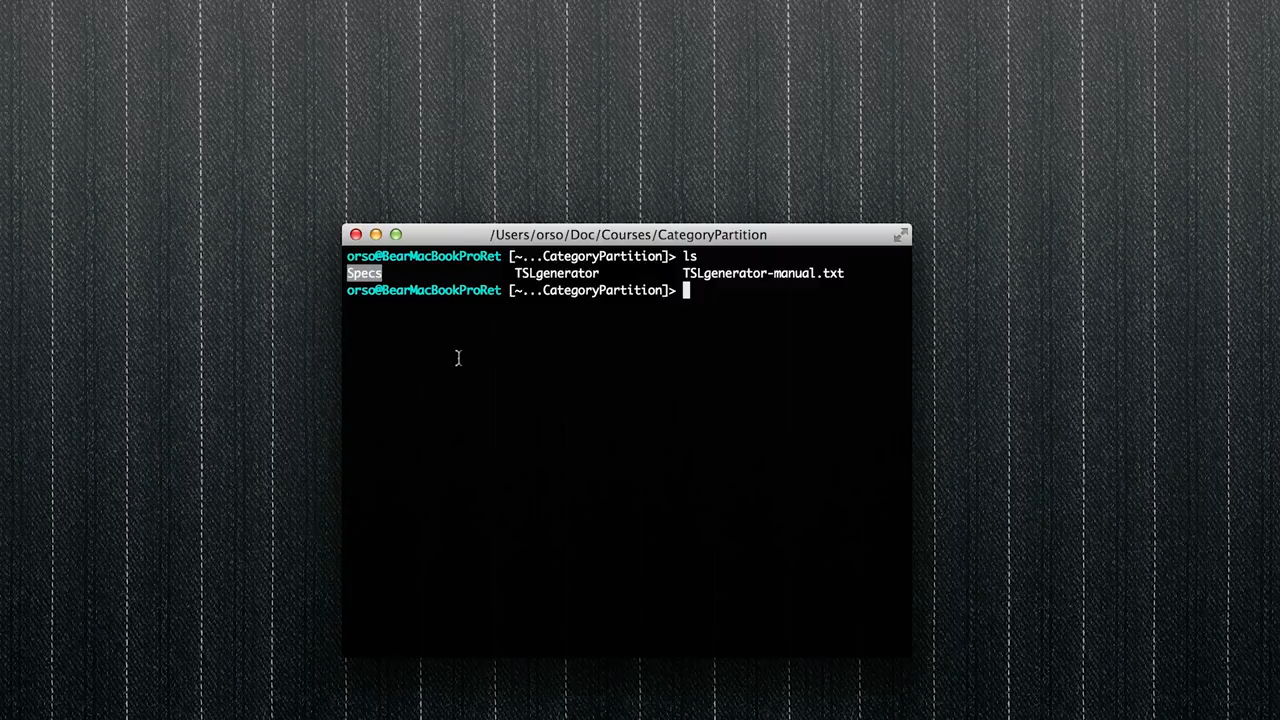 /Users/orso/Doc/Courses/CategoryPartition
orso@BearMacBookProRet [~...CategoryPartition]> ls
Specs TSLgenerator TSLgenerator-manual.txt
orso@BearMacBookProRet [~...CategoryPartition]>